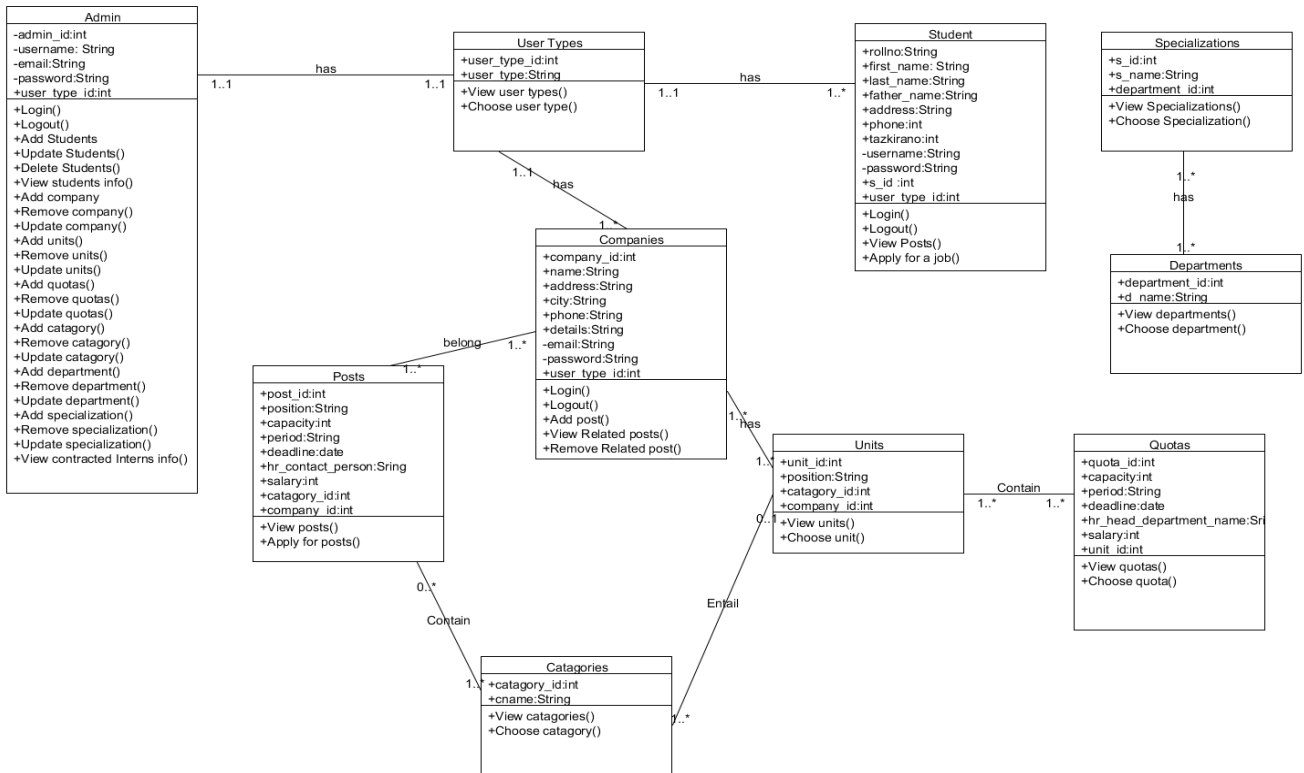 Admin
-admin_id:int
-username: String
-email:String
-password:String
+user_type_id:int
+Login()
+Logout()
+Add Students
+Update Students()
+Delete Students()
+View students info()
+Add company
+Remove company()
+Update company()
+Add units()
+Remove units()
+Update units()
+Add quotas()
+Remove quotas()
+Update quotas()
+Add catagory()
+Remove catagory()
+Update catagory()
+Add department()
+Remove department()
+Update department()
+Add specialization()
+Remove specialization()
+Update specialization()
+View contracted Interns info()
has
1..1
1..1
User Types
+user_type_id:int
+user_type:String
+View user types()
+Choose user type()
has
1..1
1..*
Student
+rollno:String
+first_name: String
+last_name:String
+father_name:String
+address:String
+phone:int
+tazkirano:int
-username:String
-password:String
+s_id :int
+user_type_id:int
+Login()
+Logout()
+View Posts()
+Apply for a job()
Specializations
+s_id:int
+s_name:String
+department_id:int
+View Specializations()
+Choose Specialization()
1..*
has
1..*
Departments
+department_id:int
+d_name:String
+View departments()
+Choose department()
1..1
has
1..*
Companies
+company_id:int
+name:String
+address:String
+city:String
+phone:String
+details:String
-email:String
-password:String
+user_type_id:int
+Login()
+Logout()
+Add post()
+View Related posts()
+Remove Related post()
belong
1..*
1..*
Posts
+post_id:int
+position:String
+capacity:int
+period:String
+deadline:date
+hr_contact_person:Sring
+salary:int
+catagory_id:int
+company_id:int
+View posts()
+Apply for posts()
1..*
has
1..*
Units
+unit_id:int
+position:String
+catagory_id:int
+company_id:int
+View units()
+Choose unit()
Contain
1..*
1..*
Quotas
+quota_id:int
+capacity:int
+period:String
+deadline:date
+hr_head_department_name:Sri
+salary:int
+unit_id:int
+View quotas()
+Choose quota()
0..1
Entail
1..*
0..*
Contain
1..*
Catagories
+catagory_id:int
+cname:String
+View catagories()
+Choose catagory()